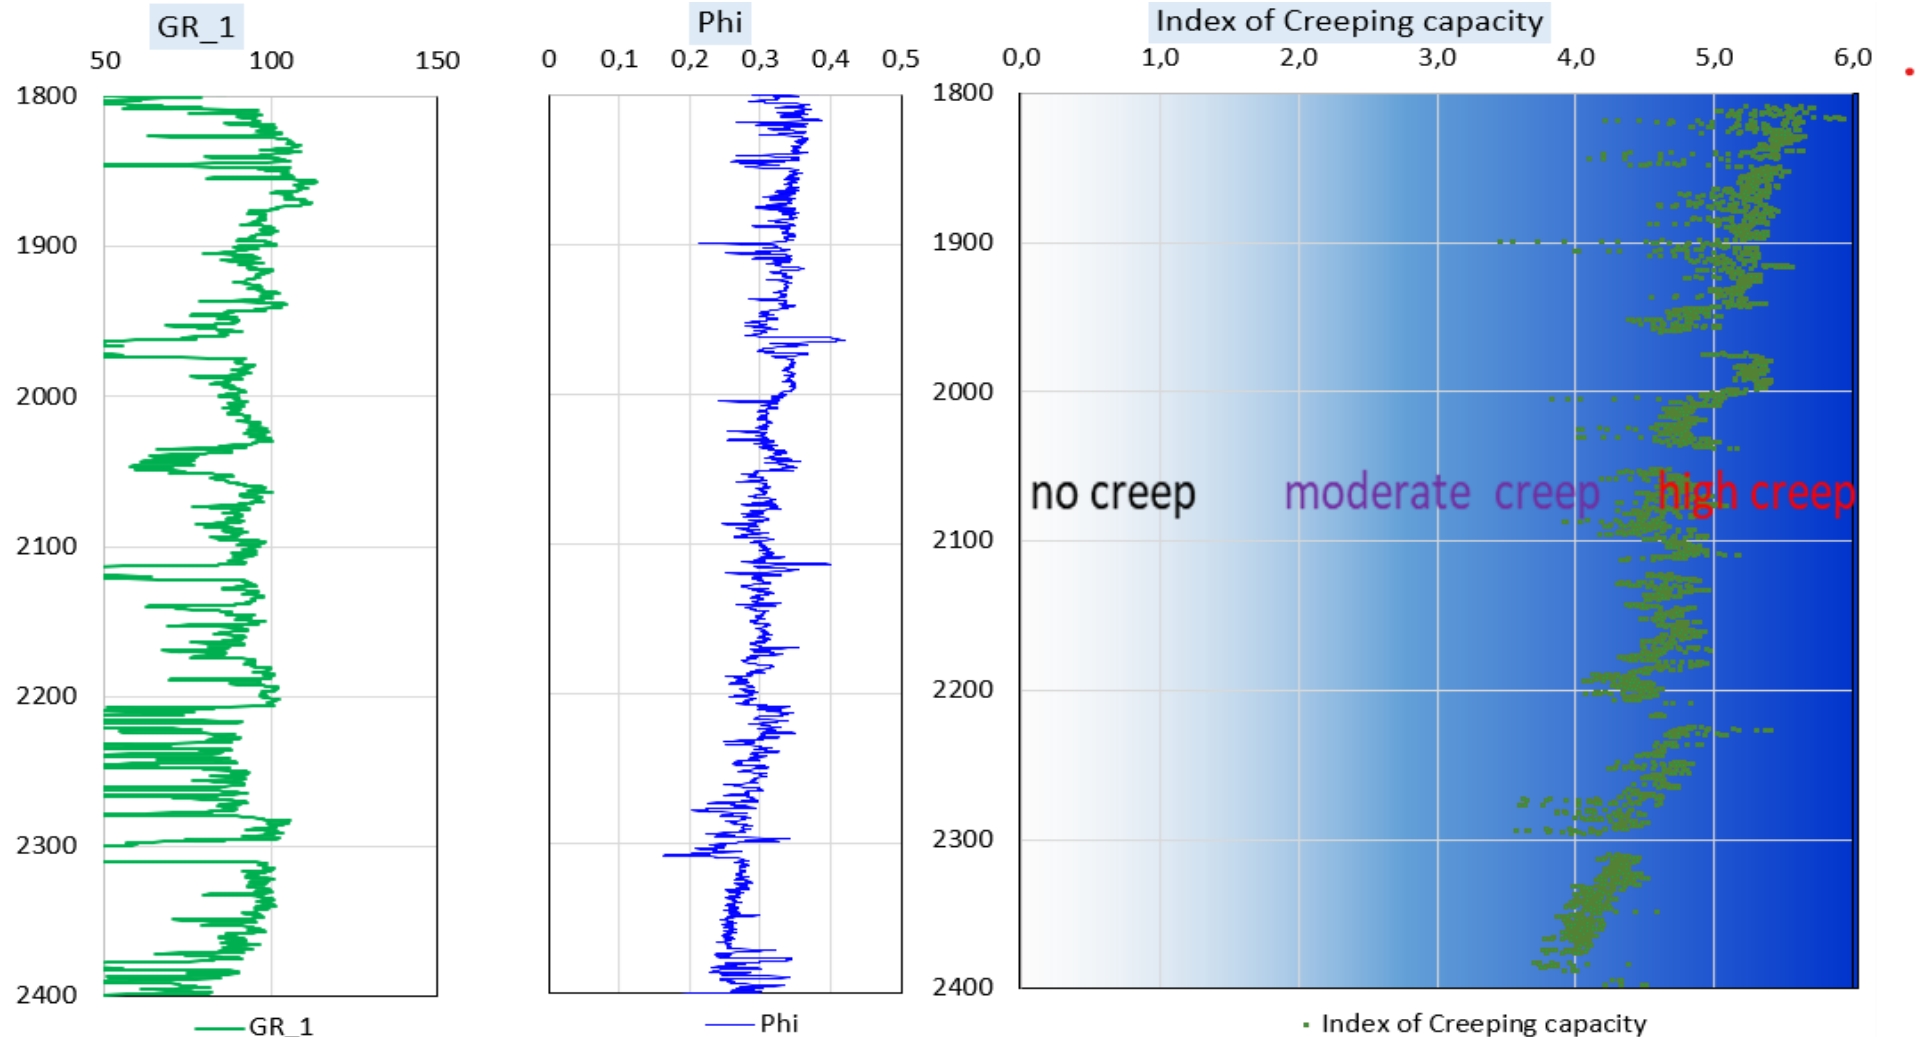 GR_1
50 100 150
1800
1900
2000
2100
2200
2300
2400
GR_1
Phi
0 0,1 0,2 0,3 0,4 0,5
Phi
Index of Creeping capacity
0,0 1,0 2,0 3,0 4,0 5,0 6,0
1800
1900
2000
no creep moderate creep high creep
2100
2200
2300
2400
Index of Creeping capacity